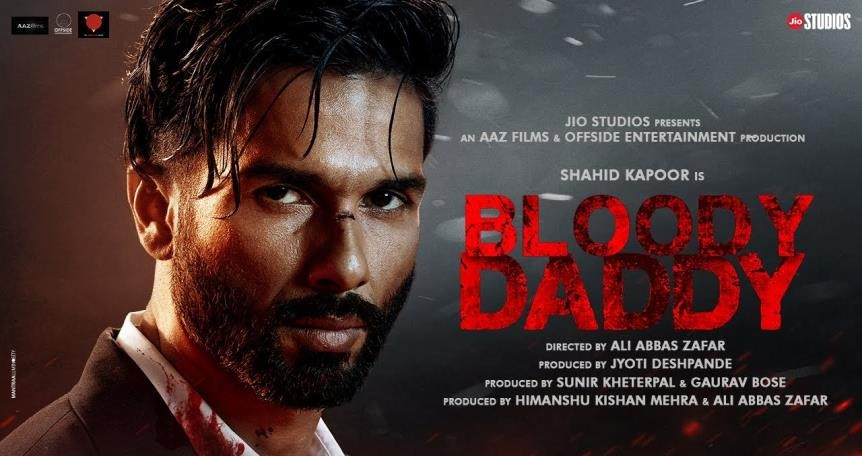 AAZ films
OFFSIDE
Jio STUDIOS
JIO STUDIOS PRESENTS
AN AAZ FILMS & OFFSIDE ENTERTAINMENT PRODUCTION
SHAHID KAPOOR IS
BLOODY
DADDY
DIRECTED BY ALI ABBAS ZAFAR
PRODUCED BY JYOTI DESHPANDE
PRODUCED BY SUNIR KHETERPAL & GAURAV BOSE
PRODUCED BY HIMANSHU KISHAN MEHRA & ALI ABBAS ZAFAR